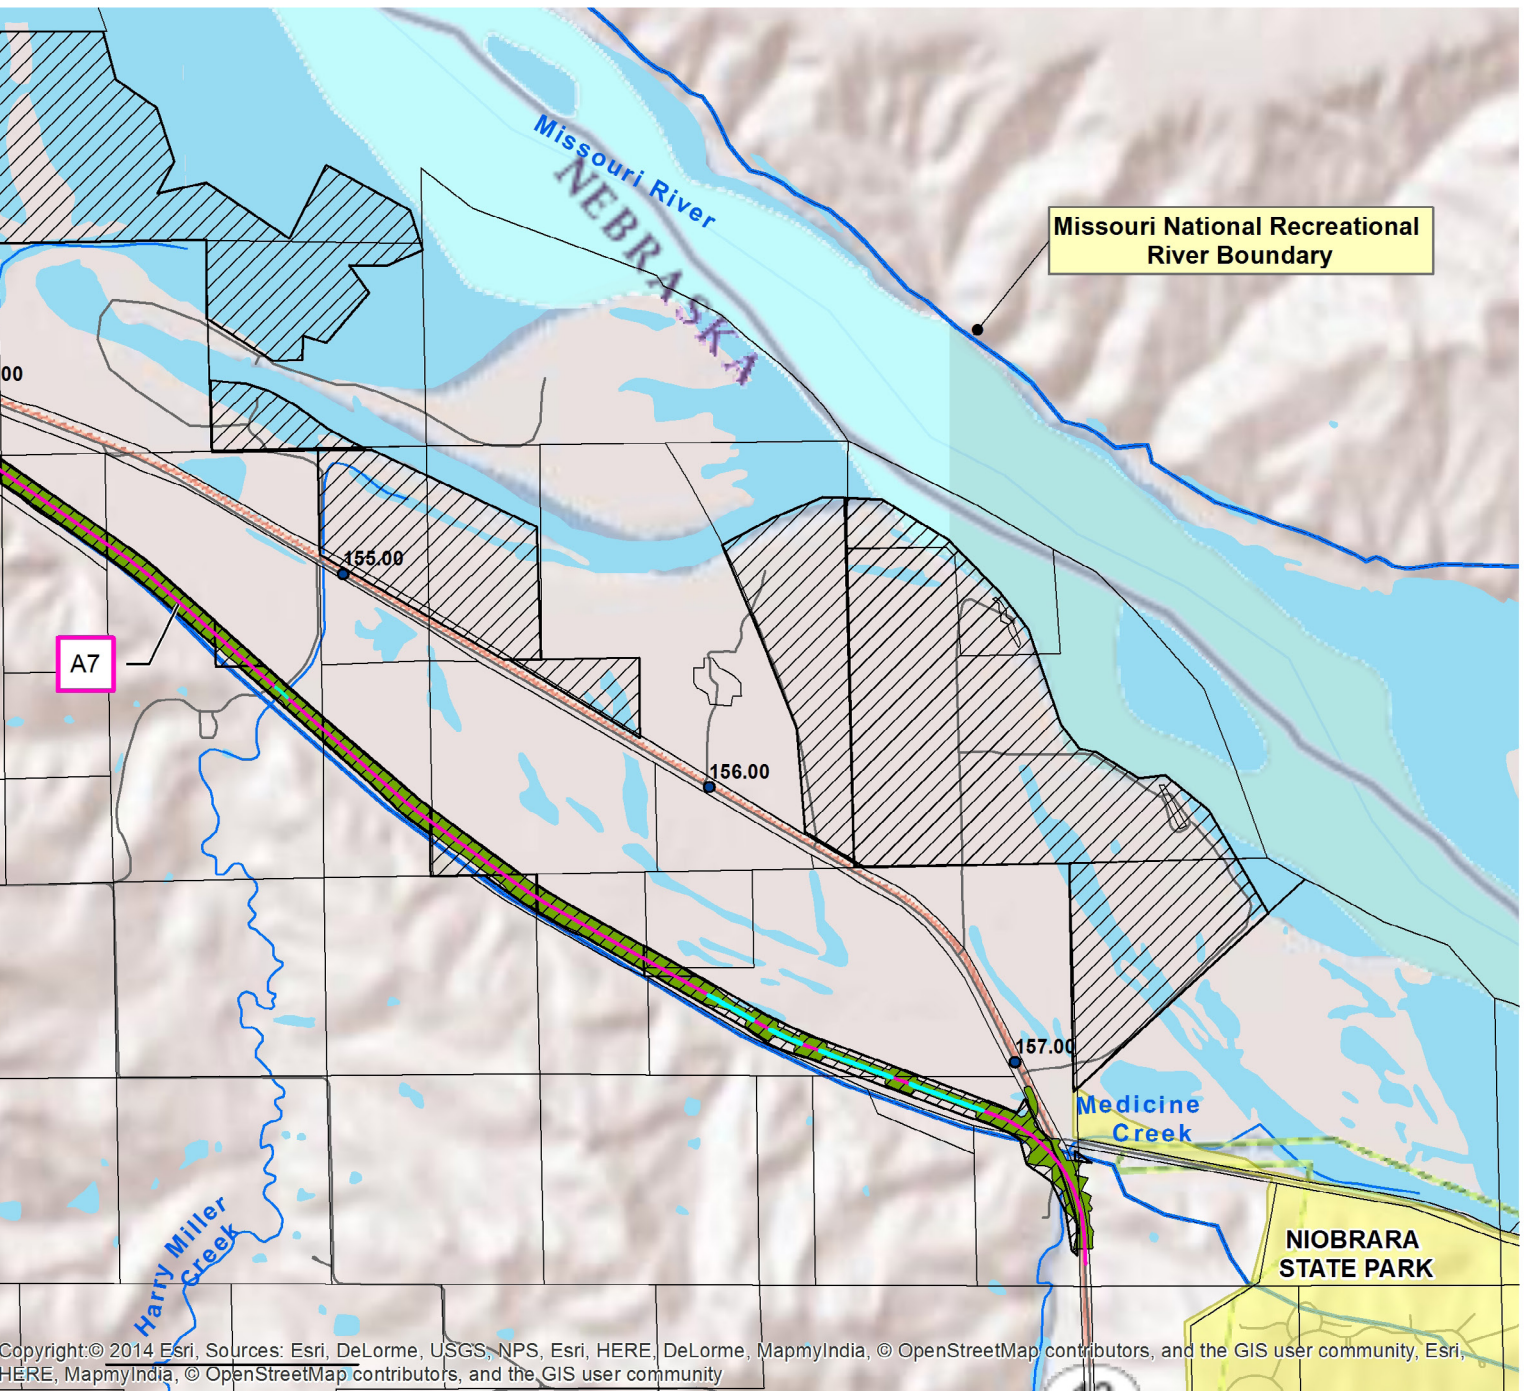 Missouri River
NEBRASKA
Missouri National Recreational
River Boundary
00
155.00
A7
156.00
157.00
Medicine
Creek
Harry Miller
Creek
NIOBRARA
STATE PARK
Copyright:© 2014 Esri, Sources: Esri, DeLorme, USGS, NPS, Esri, HERE, DeLorme, MapmyIndia, © OpenStreetMap contributors, and the GIS user community, Esri,
HERE, MapmyIndia, © OpenStreetMap contributors, and the GIS user community